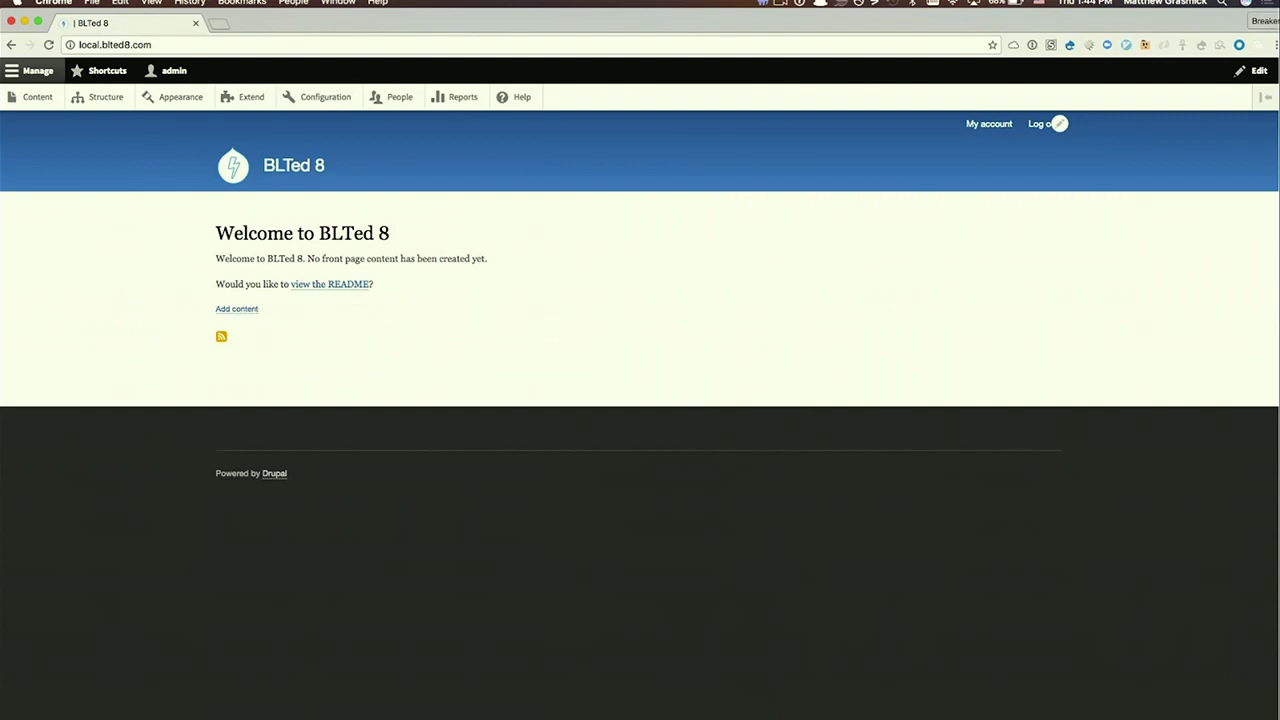 Chrome File Edit View History Bookmarks People Window Help 68% Thu 1:44 PM Matthew Grasmick
| BLTed 8
Breaker
local.blted8.com
Manage Shortcuts admin Edit
Content Structure Appearance Extend Configuration People Reports Help
My account Log o
BLTed 8
Welcome to BLTed 8
Welcome to BLTed 8. No front page content has been created yet.
Would you like to view the README?
Add content
Powered by Drupal